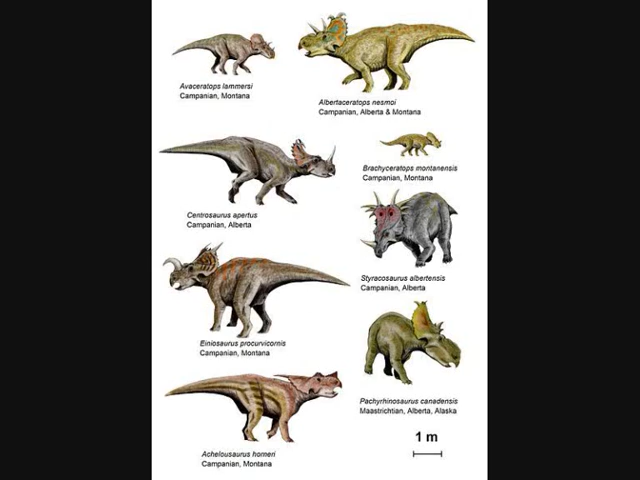 Avaceratops lammersi
Campanian, Montana
Albertaceratops nesmoi
Campanian, Alberta & Montana
Brachyceratops montanensis
Campanian, Montana
Centrosaurus apertus
Campanian, Alberta
Styracosaurus albertensis
Campanian, Alberta
Einiosaurus procurvicornis
Campanian, Montana
Pachyrhinosaurus canadensis
Maastrichtian, Alberta, Alaska
Achelousaurus horneri
Campanian, Montana
1 m